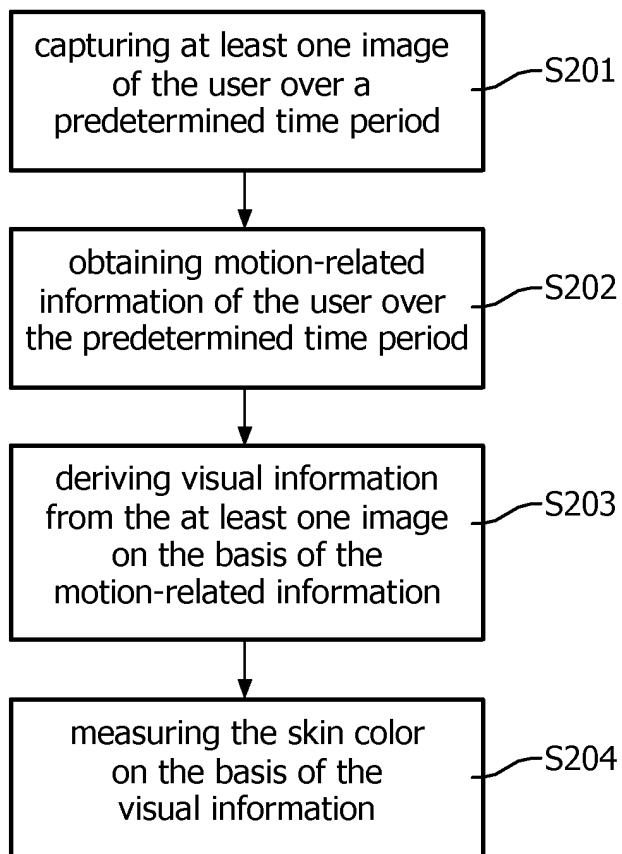 capturing at least one image
of the user over a
predetermined time period
S201
obtaining motion-related
information of the user over
the predetermined time period
S202
deriving visual information
from the at least one image
on the basis of the
motion-related information
S203
measuring the skin color
on the basis of the
visual information
S204